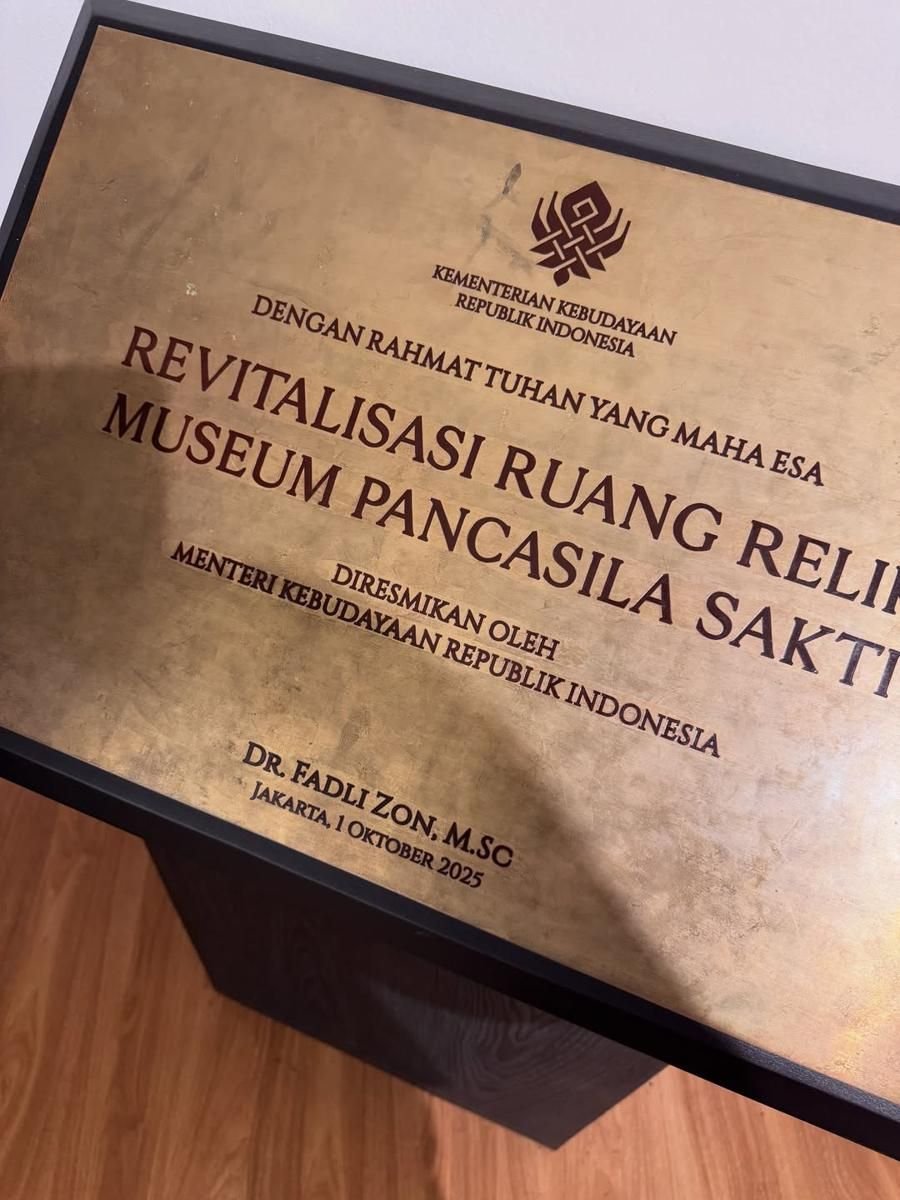 KEMENTERIAN KEBUDAYAAN
REPUBLIK INDONESIA
DENGAN RAHMAT TUHAN YANG MAHA ESA
REVITALISASI RUANG
MUSEUM PANCASILA SAKTI
DIRESMIKAN OLEH
MENTERI KEBUDAYAAN REPUBLIK INDONESIA
DR. FADLI ZON, M.SC
JAKARTA, 1 OKTOBER 2025